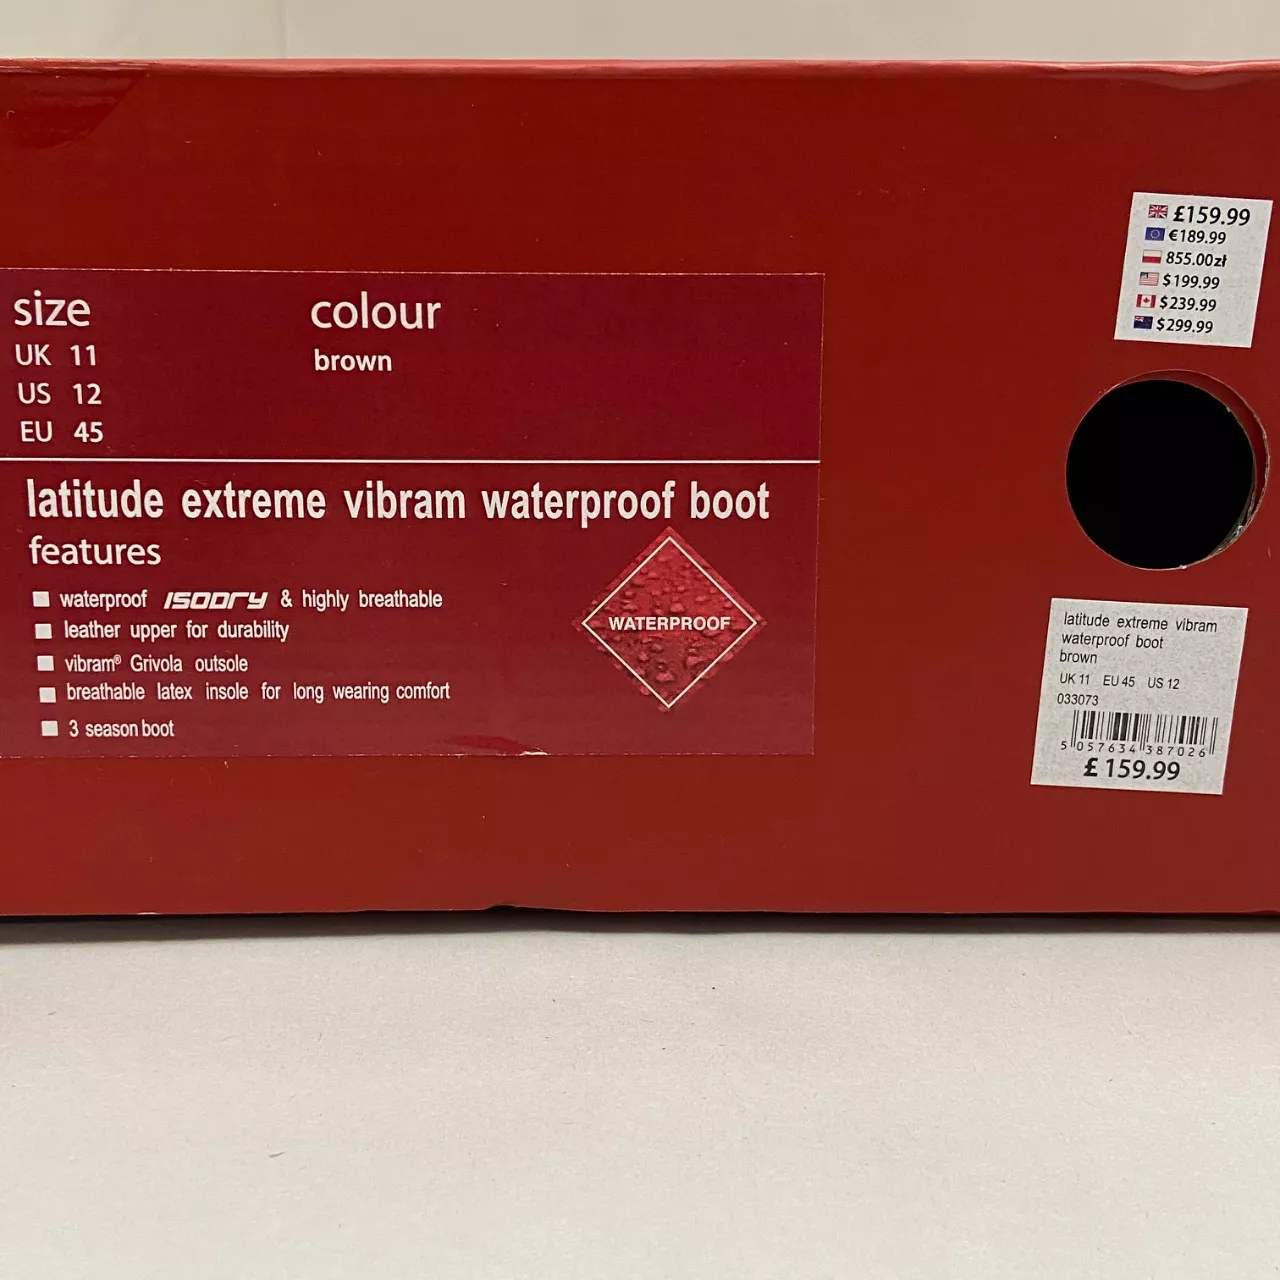 size
UK 11
US 12
EU 45
colour
brown
latitude extreme vibram waterproof boot
features
waterproof ISODRY & highly breathable
leather upper for durability
vibram® Grivola outsole
breathable latex insole for long wearing comfort
3 season boot
WATERPROOF
£159.99
€189.99
855.00zł
$199.99
$239.99
$299.99
latitude extreme vibram
waterproof boot
brown
UK 11 EU 45 US 12
033073
5 057634 387026
£159.99